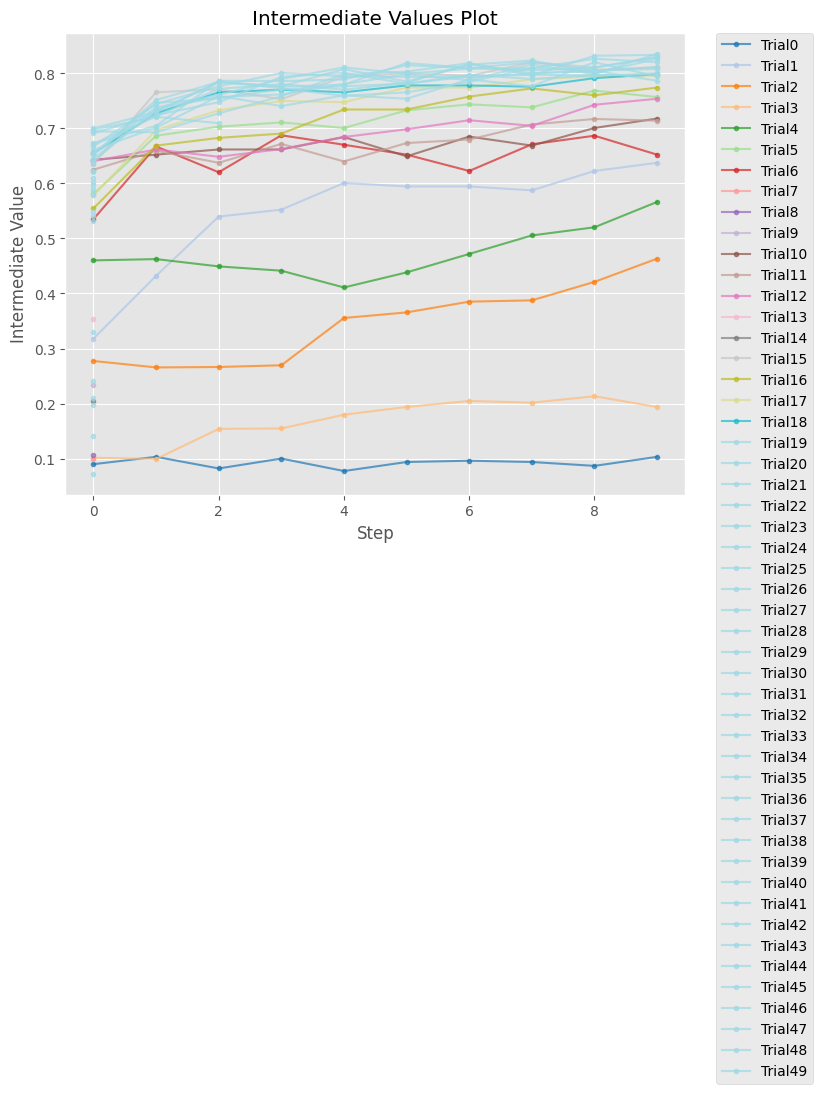 Intermediate Values Plot
Intermediate Value
0.8
0.7
0.6
0.5
0.4
0.3
0.2
0.1
0 2 4 6 8
Step
Trial0
Trial1
Trial2
Trial3
Trial4
Trial5
Trial6
Trial7
Trial8
Trial9
Trial10
Trial11
Trial12
Trial13
Trial14
Trial15
Trial16
Trial17
Trial18
Trial19
Trial20
Trial21
Trial22
Trial23
Trial24
Trial25
Trial26
Trial27
Trial28
Trial29
Trial30
Trial31
Trial32
Trial33
Trial34
Trial35
Trial36
Trial37
Trial38
Trial39
Trial40
Trial41
Trial42
Trial43
Trial44
Trial45
Trial46
Trial47
Trial48
Trial49